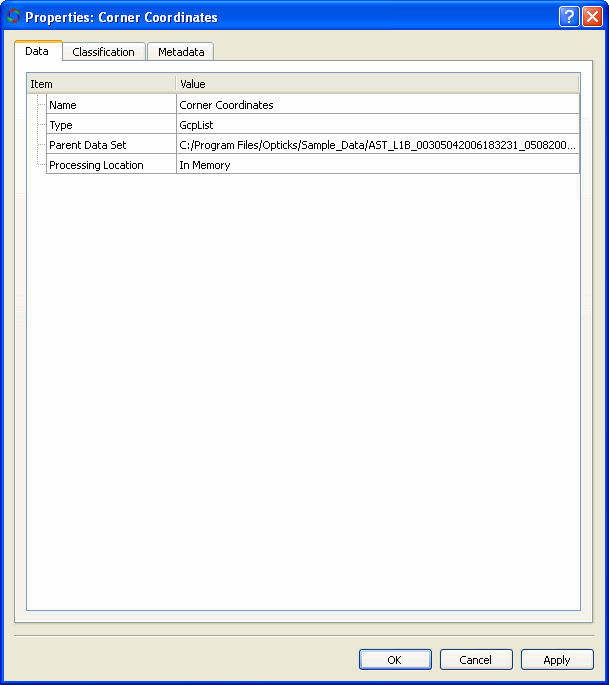 Properties: Corner Coordinates
Data Classification Metadata
Item Value
Name Corner Coordinates
Type GcpList
Parent Data Set C:/Program Files/Opticks/Sample_Data/AST_L1B_00305042006183231_0508200...
Processing Location In Memory
OK Cancel Apply